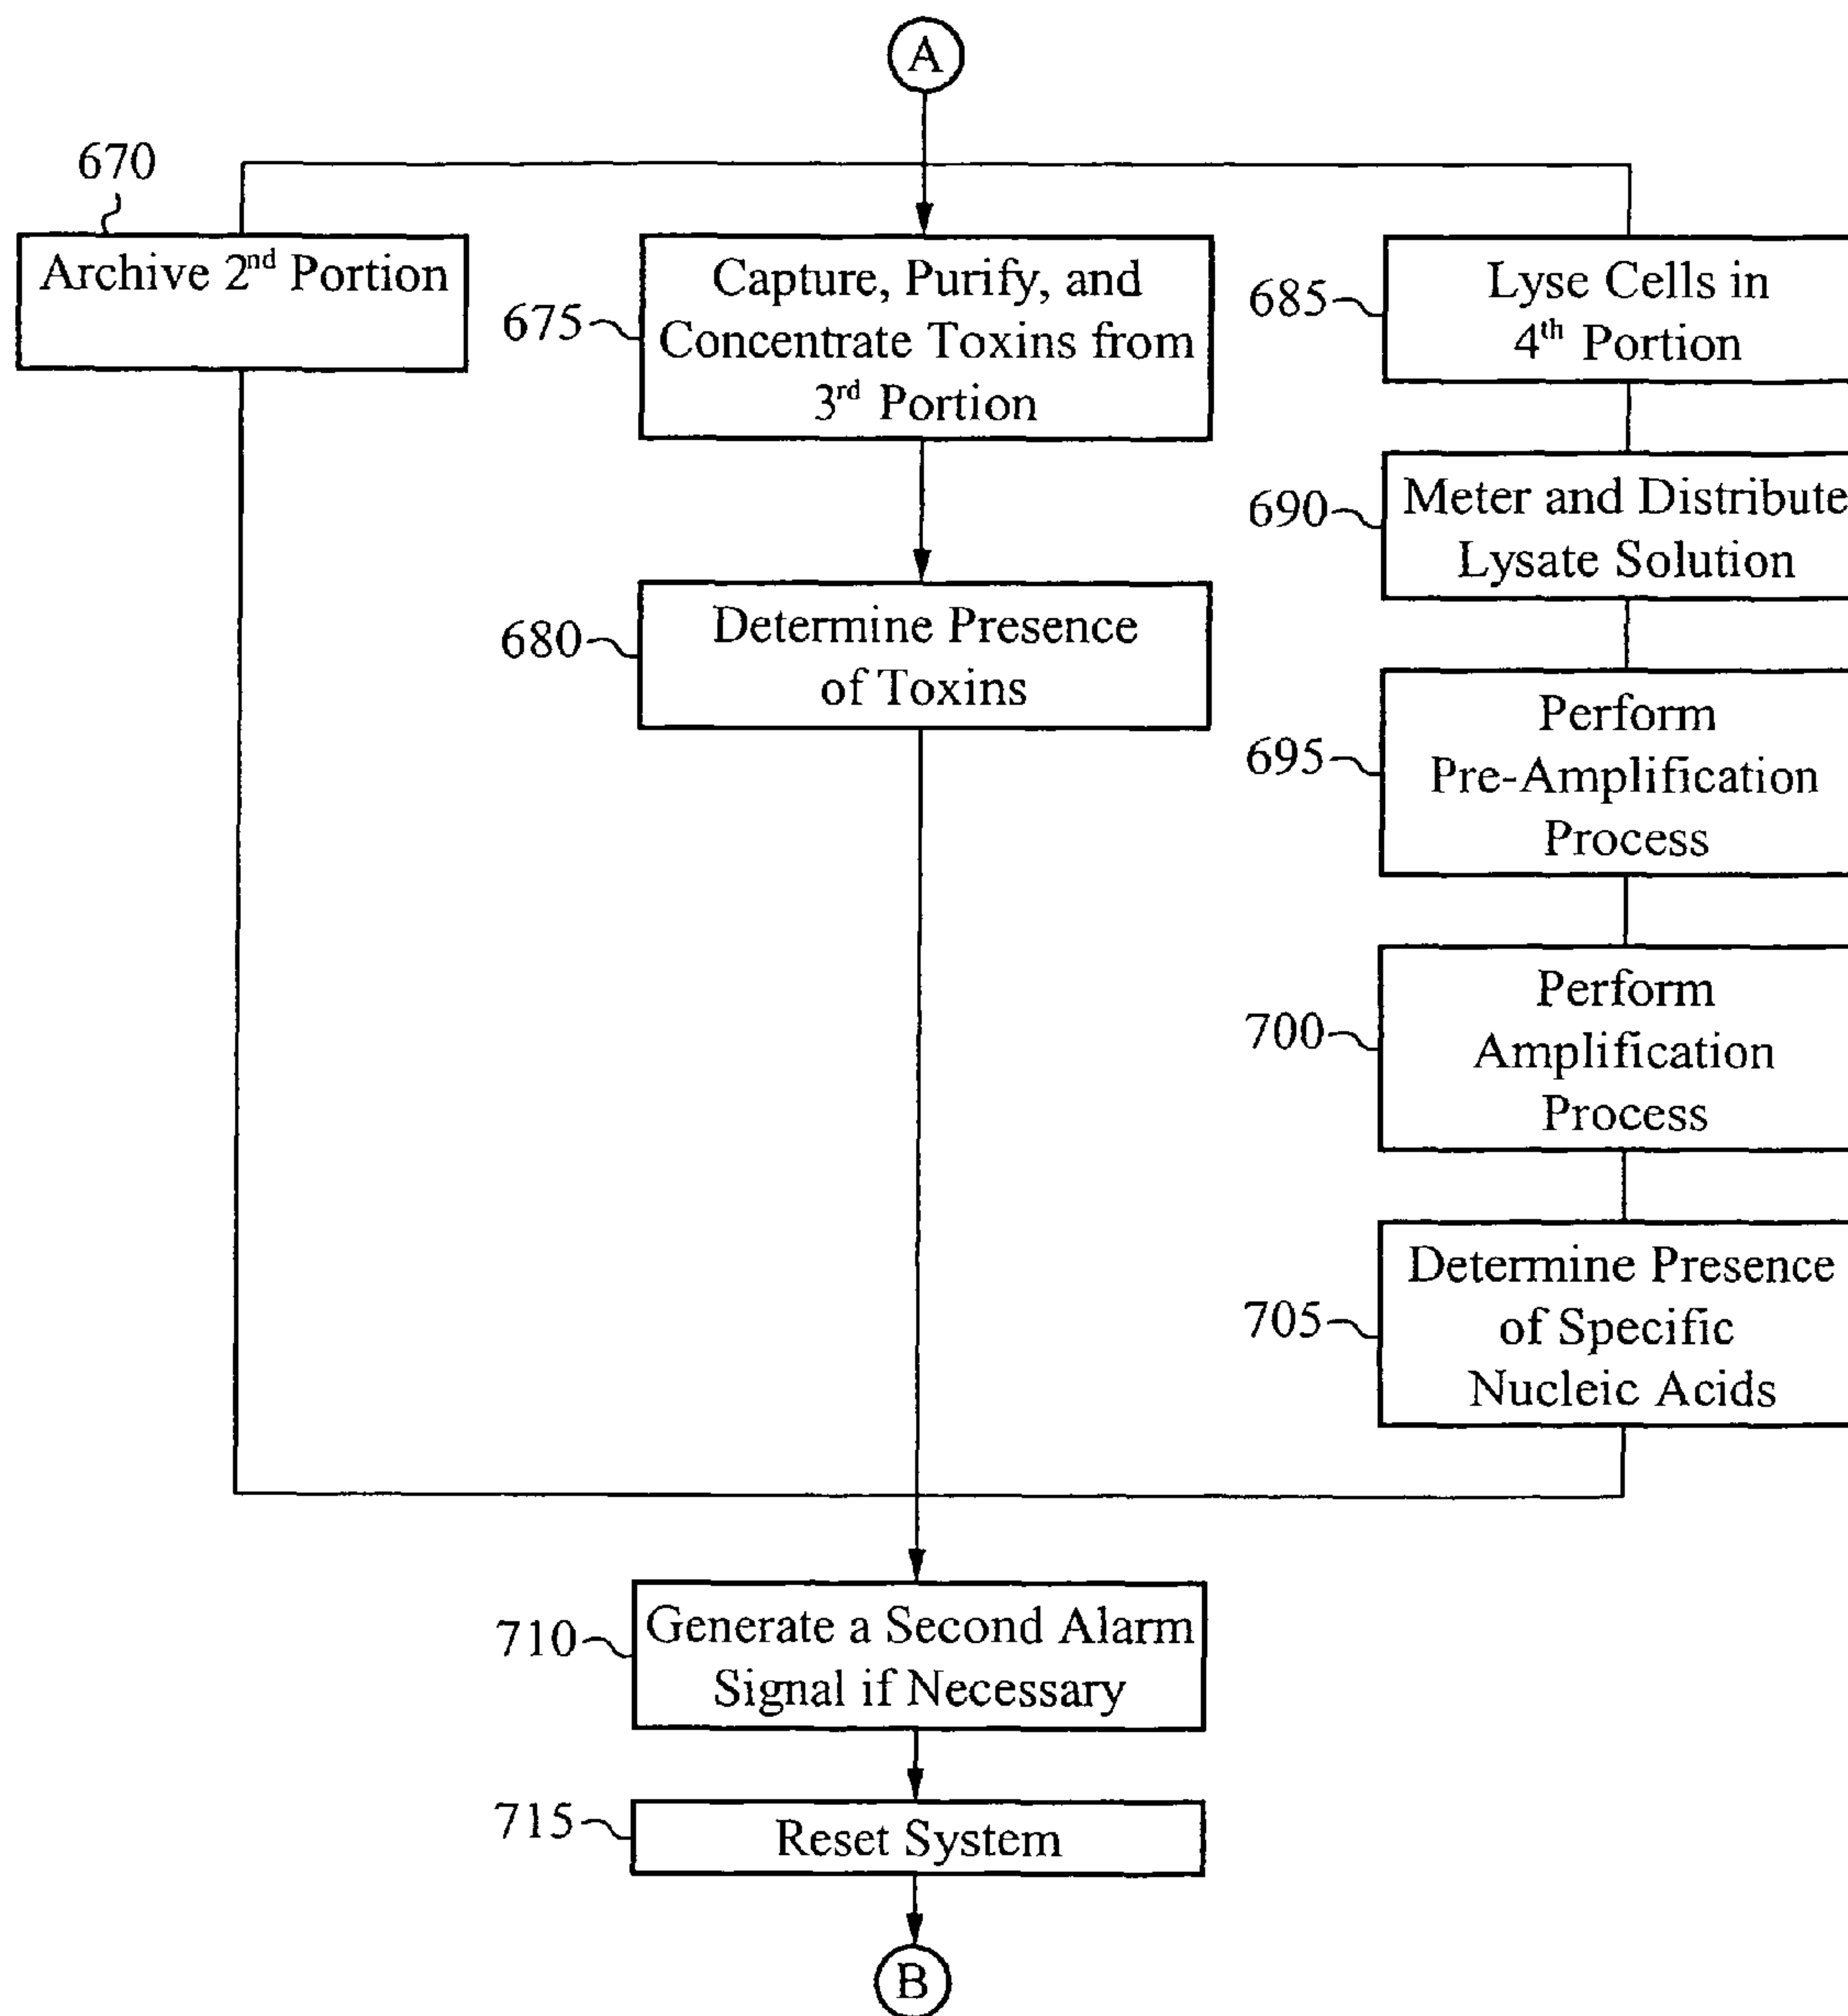 A
670
Archive 2nd Portion
675
Capture, Purify, and
Concentrate Toxins from
3rd Portion
680
Determine Presence
of Toxins
685
Lyse Cells in
4th Portion
690
Meter and Distribute
Lysate Solution
695
Perform
Pre-Amplification
Process
700
Perform
Amplification
Process
705
Determine Presence
of Specific
Nucleic Acids
710
Generate a Second Alarm
Signal if Necessary
715
Reset System
B